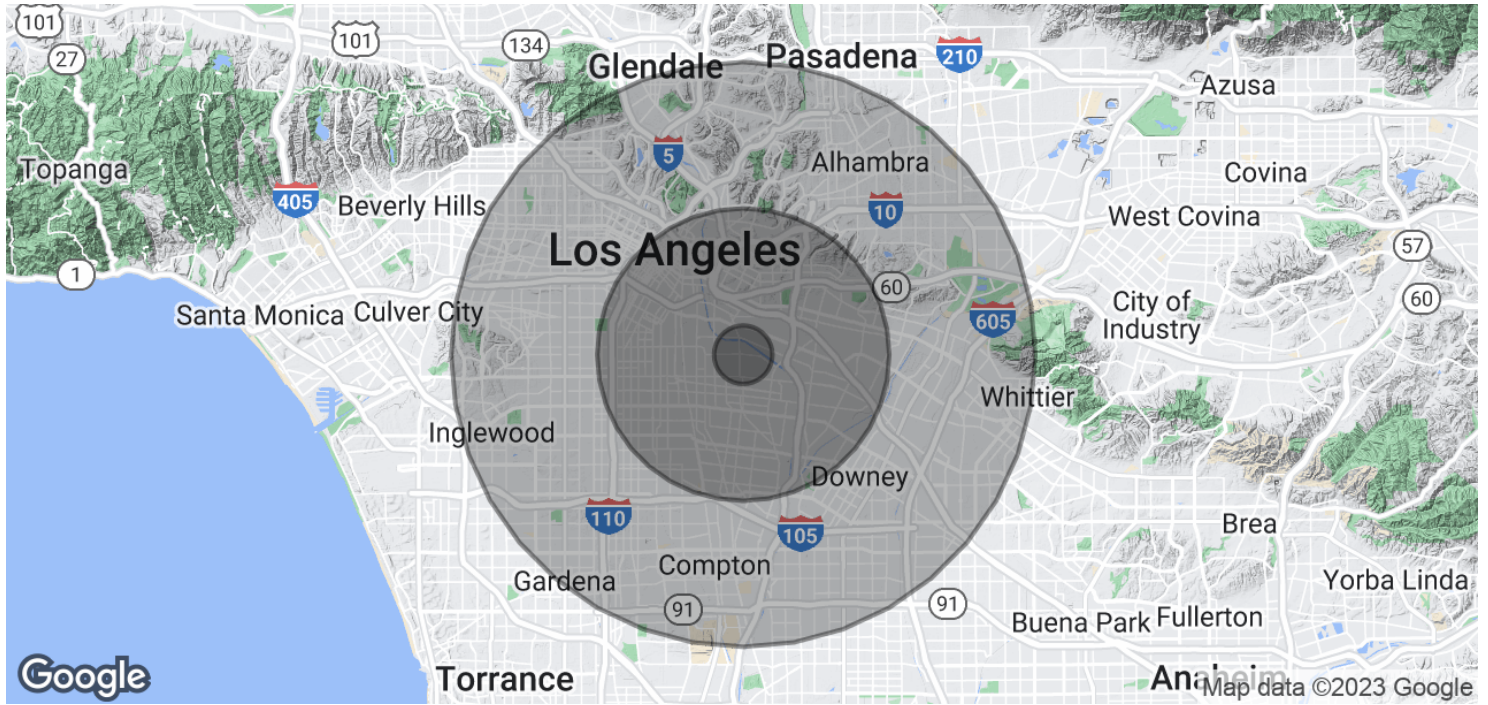 101
101
134
27
Glendale
Pasadena
210
Azusa
5
Alhambra
Topanga
Covina
405
Beverly Hills
10
West Covina
Los Angeles
57
60
60
Santa Monica
Culver City
605
City of
Industry
1
Whittier
Inglewood
Downey
110
105
Brea
Compton
Gardena
Yorba Linda
91
91
Buena Park
Fullerton
Torrance
Anaheim
Google
Map data ©2023 Google